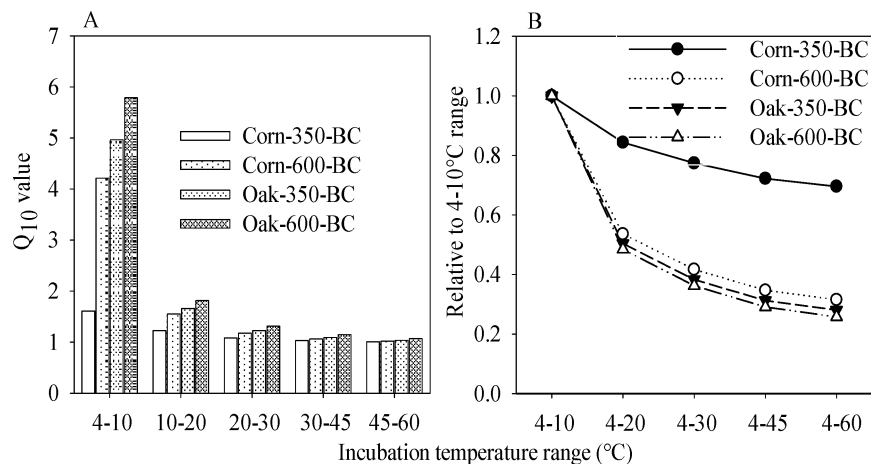 A
Q10 value
7
6
5
4
3
2
1
0
Corn-350-BC
Corn-600-BC
Oak-350-BC
Oak-600-BC
4-10 10-20 20-30 30-45 45-60
B
Relative to 4-10°C range
1.2
1.0
0.8
0.6
0.4
0.2
0.0
Corn-350-BC
Corn-600-BC
Oak-350-BC
Oak-600-BC
4-10 4-20 4-30 4-45 4-60
Incubation temperature range (°C)